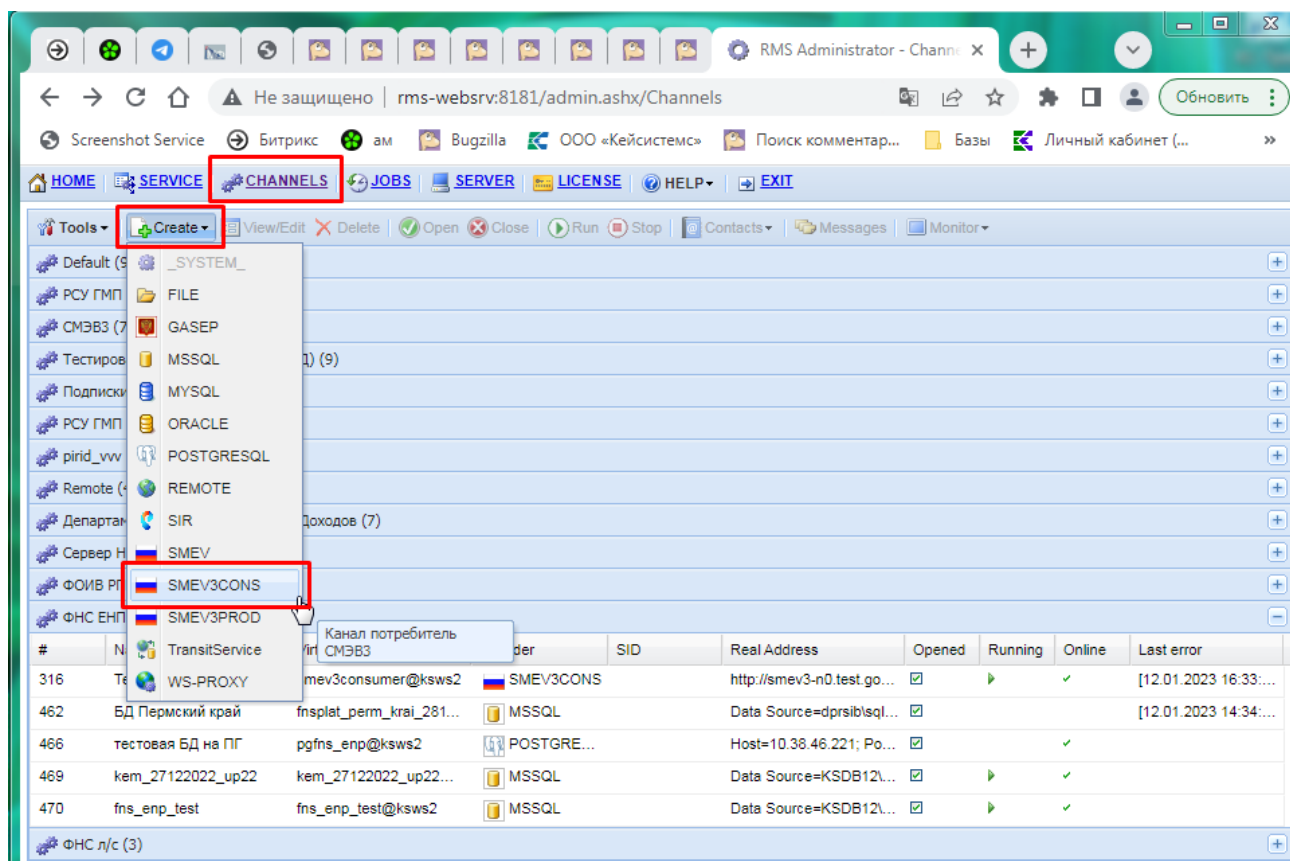 RMS Administrator - Channe
Не защищено | rms-websrv:8181/admin.ashx/Channels
Обновить
Screenshot Service Битрикс ам Bugzilla ООО «Кейсистемс» Поиск комментар... Базы Личный кабинет (... »
HOME SERVICE CHANNELS JOBS SERVER LICENSE HELP EXIT
Tools Create View/Edit Delete Open Close Run Stop Contacts Messages Monitor
Default (9
_SYSTEM_
РСУ ГМП
FILE
СМЭВ3 (7
GASEP
Тестиров
MSSQL
Д) (9)
Подписки
MYSQL
РСУ ГМП
ORACLE
pirid_vvv
POSTGRESQL
Remote (
REMOTE
Департам
SIR
Доходов (7)
Сервер Н
SMEV
ФОИВ РГ
SMEV3CONS
ФНС ЕНП
SMEV3PROD
Канал потребитель
СМЭВ3
TransitService
WS-PROXY
# N Virt der SID Real Address Opened Running Online Last error
316 Те mev3consumer@ksws2 SMEV3CONS http://smev3-n0.test.go... [12.01.2023 16:33:...
462 БД Пермский край fnsplat_perm_krai_281... MSSQL Data Source=dprsib\sql... [12.01.2023 14:34:...
466 тестовая БД на ПГ pgfns_enp@ksws2 POSTGRE... Host=10.38.46.221; Po...
469 kem_27122022_up22 kem_27122022_up22... MSSQL Data Source=KSDB12\...
470 fns_enp_test fns_enp_test@ksws2 MSSQL Data Source=KSDB12\...
ФНС л/с (3)